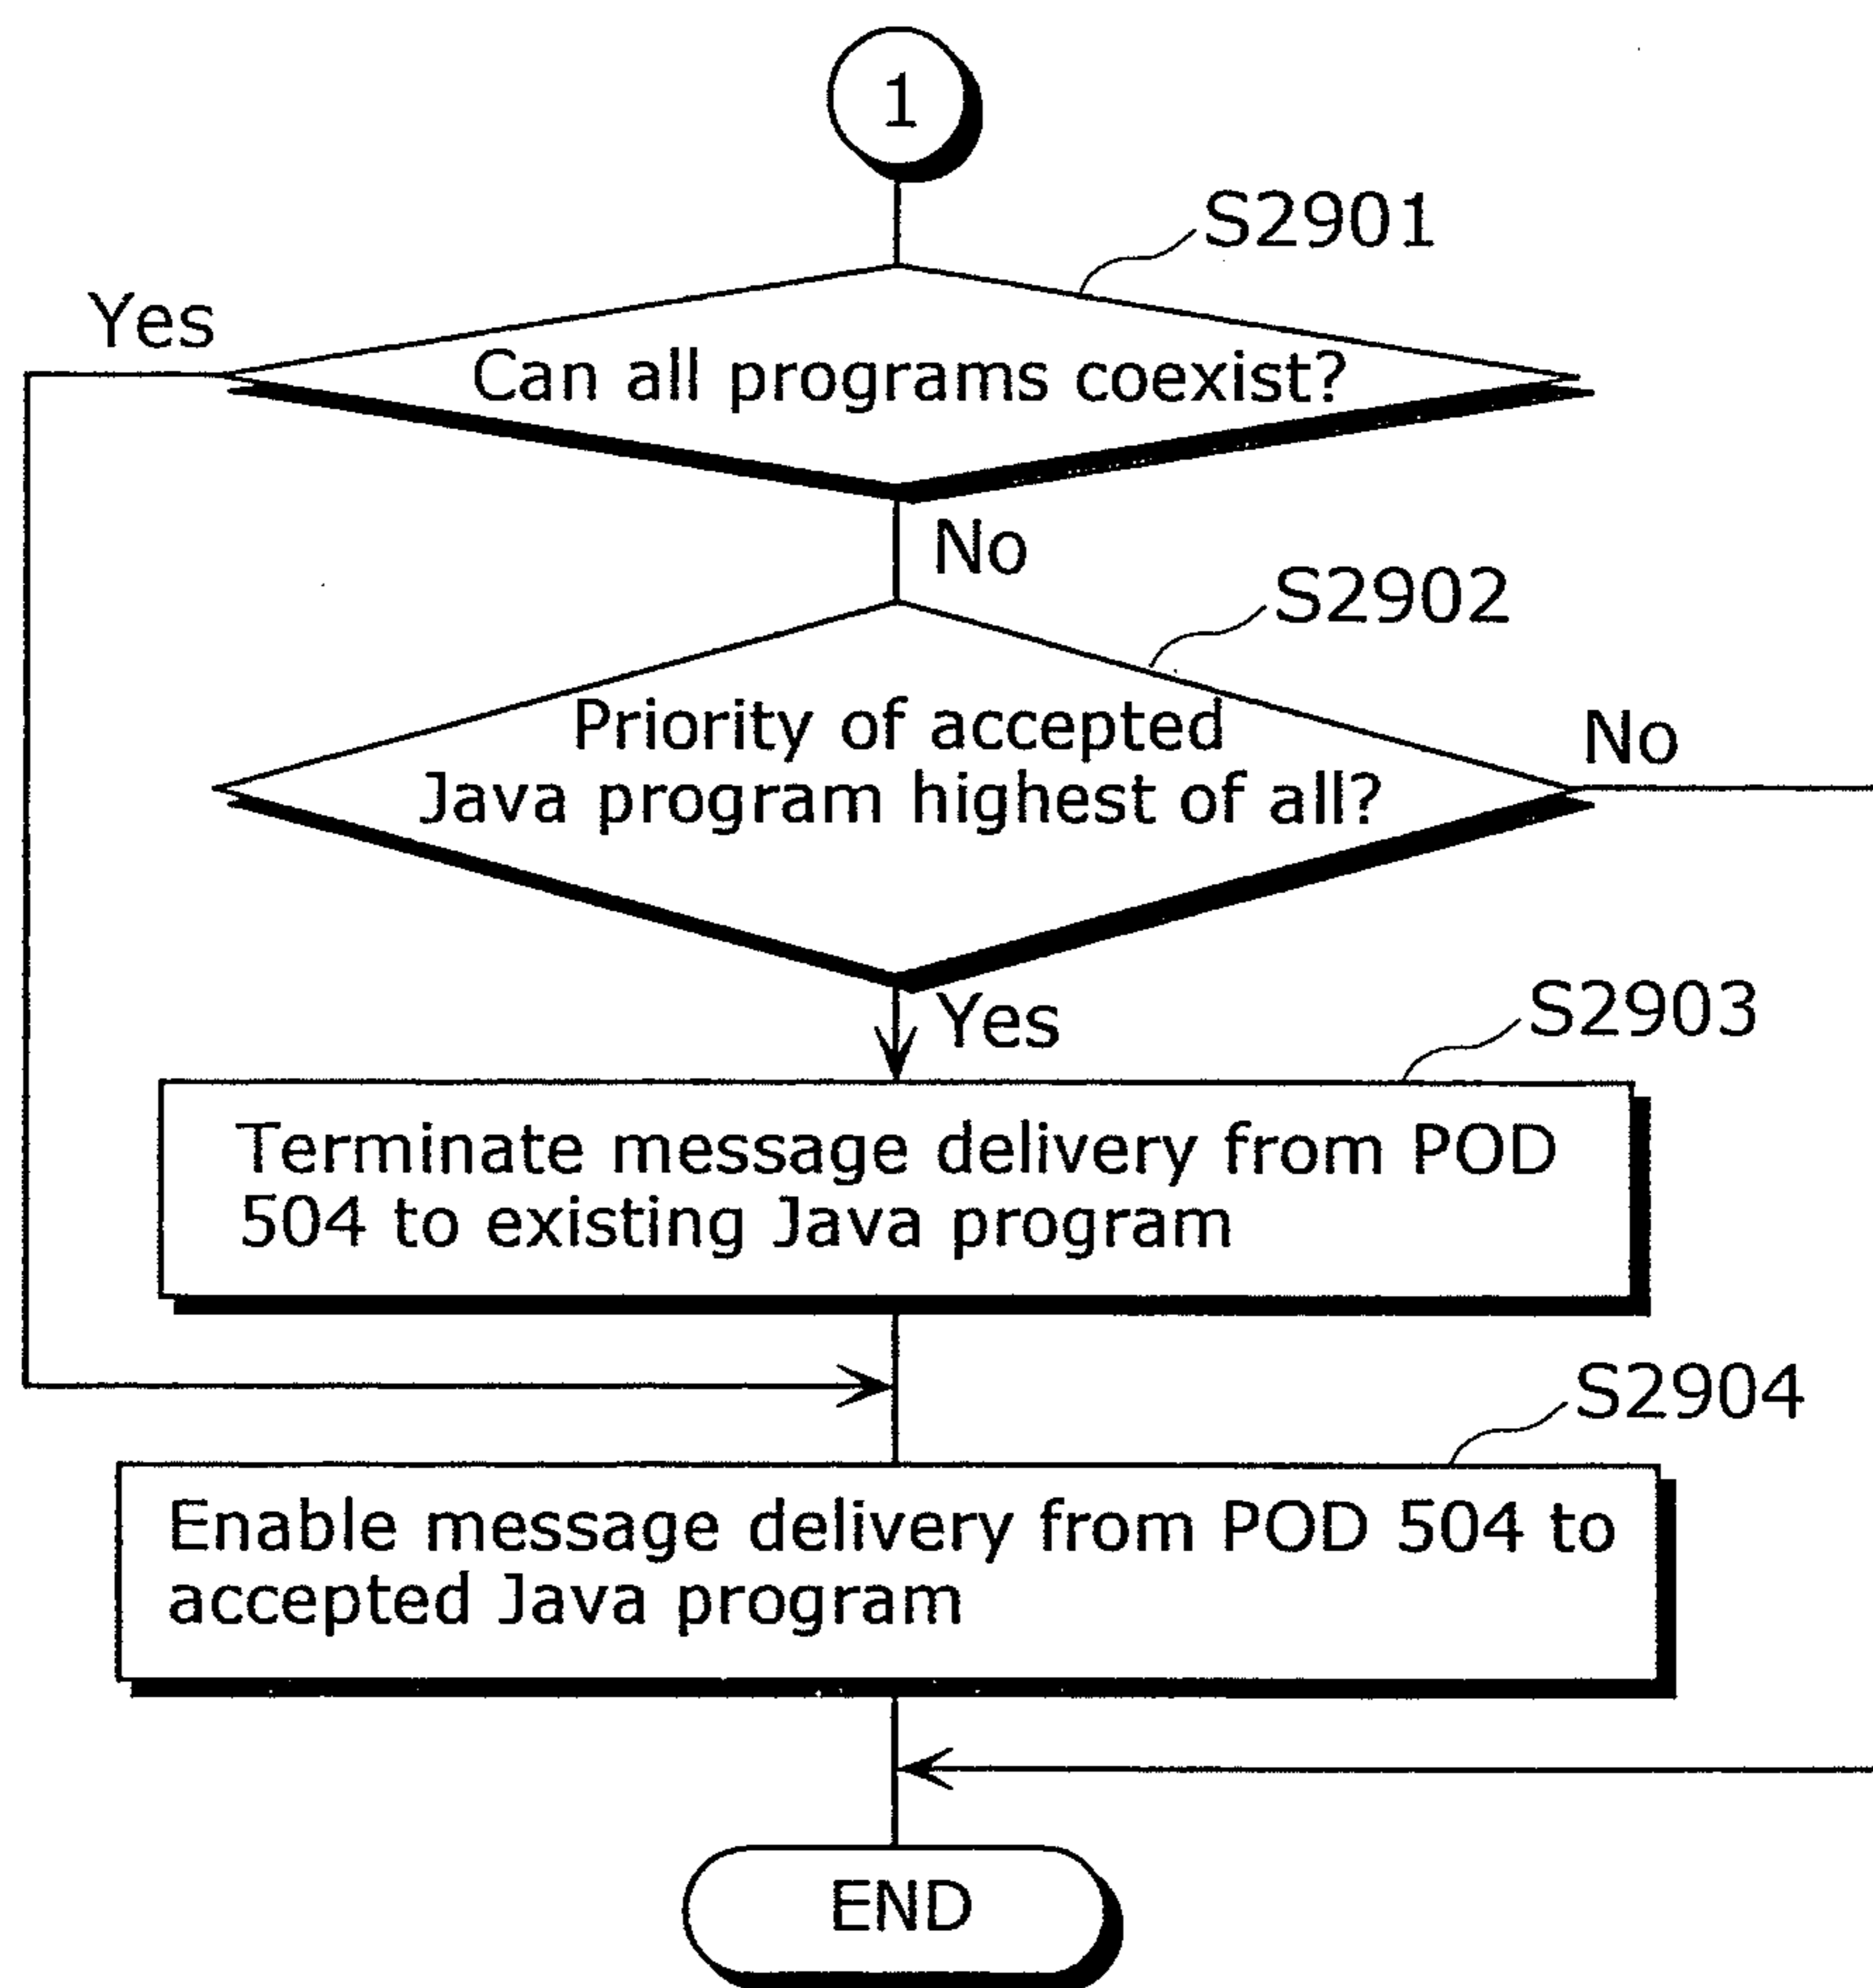 1
S2901
Yes
Can all programs coexist?
No
S2902
Priority of accepted
Java program highest of all?
No
Yes
S2903
Terminate message delivery from POD
504 to existing Java program
S2904
Enable message delivery from POD 504 to
accepted Java program
END